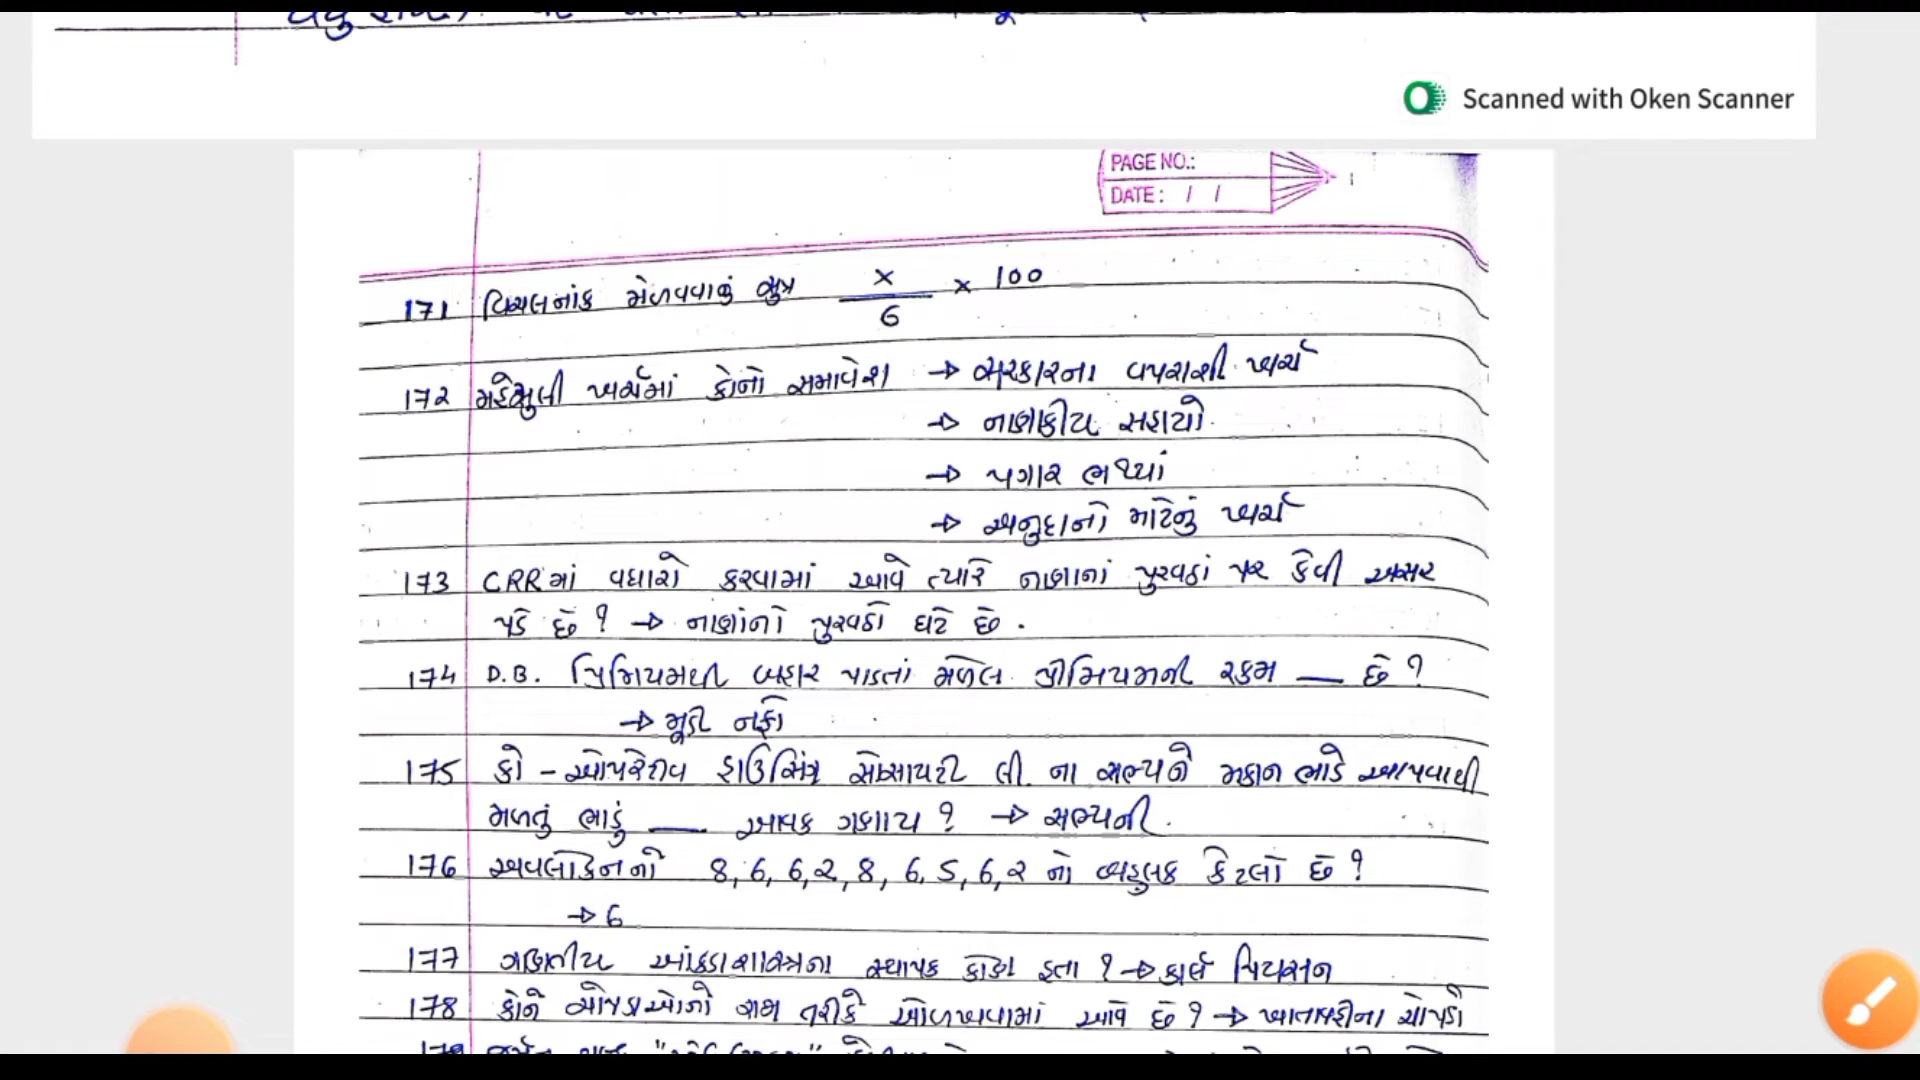 Scanned with Oken Scanner
PAGE NO.:
DATE: / /
171 વિચલનાંક મેળવવાનું સુત્ર x / 6 × 100
172 મહેસુલી ખર્ચમાં કોનો સમાવેશ → સરકારના વપરાશી ખર્ચ
→ નાણાકીય સહાયો
→ પગાર ભથ્થાં
→ અનુદાનો માટેનું ખર્ચ
173 CRRમાં વધારો કરવામાં આવે ત્યારે નાણાનાં પુરવઠાં પર કેવી અસર
પડે છે? → નાણાંનો પુરવઠો ઘટે છે.
174 D.B. પ્રિમિયમથી બહાર પાડતાં મળેલ પ્રીમિયમની રકમ __ છે?
→ મૂડી નફો
175 કો-ઓપરેટીવ હાઉસિંગ સોસાયટી લી. ના સભ્યને મકાન ભાડે આપવાથી
મળતું ભાડું __ આવક ગણાય? → સભ્યની.
176 અવલોકનનો 8, 6, 6, 2, 8, 6, 5, 6, 2 નો બહુલક કેટલો છે?
→ 6
177 ગણિતીય આંકડાશાસ્ત્રના સ્થાપક કોણ હતા? → કાર્લ પિયર્સન
178 કોને ચોપડાઓનો રાજા તરીકે ઓળખવામાં આવે છે? → ખાતાવહીના ચોપડો